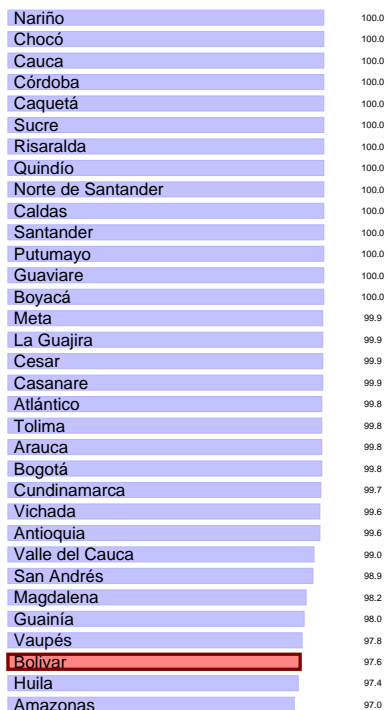 Nariño 100.0
Chocó 100.0
Cauca 100.0
Córdoba 100.0
Caquetá 100.0
Sucre 100.0
Risaralda 100.0
Quindío 100.0
Norte de Santander 100.0
Caldas 100.0
Santander 100.0
Putumayo 100.0
Guaviare 100.0
Boyacá 100.0
Meta 99.9
La Guajira 99.9
Cesar 99.9
Casanare 99.9
Atlántico 99.8
Tolima 99.8
Arauca 99.8
Bogotá 99.8
Cundinamarca 99.7
Vichada 99.6
Antioquia 99.6
Valle del Cauca 99.0
San Andrés 98.9
Magdalena 98.2
Guainía 98.0
Vaupés 97.8
Bolivar 97.6
Huila 97.4
Amazonas 97.0